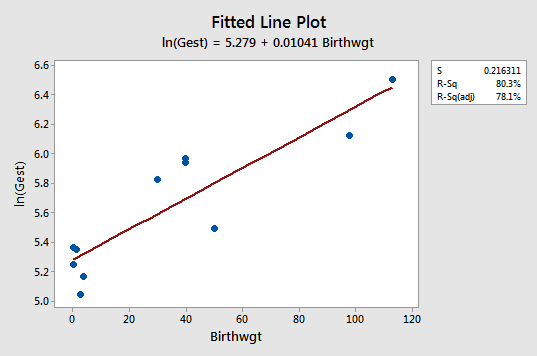 Fitted Line Plot
ln(Gest) = 5.279 + 0.01041 Birthwgt
S 0.216311
R-Sq 80.3%
R-Sq(adj) 78.1%
6.6
6.4
6.2
6.0
5.8
5.6
5.4
5.2
5.0
ln(Gest)
0 20 40 60 80 100 120
Birthwgt